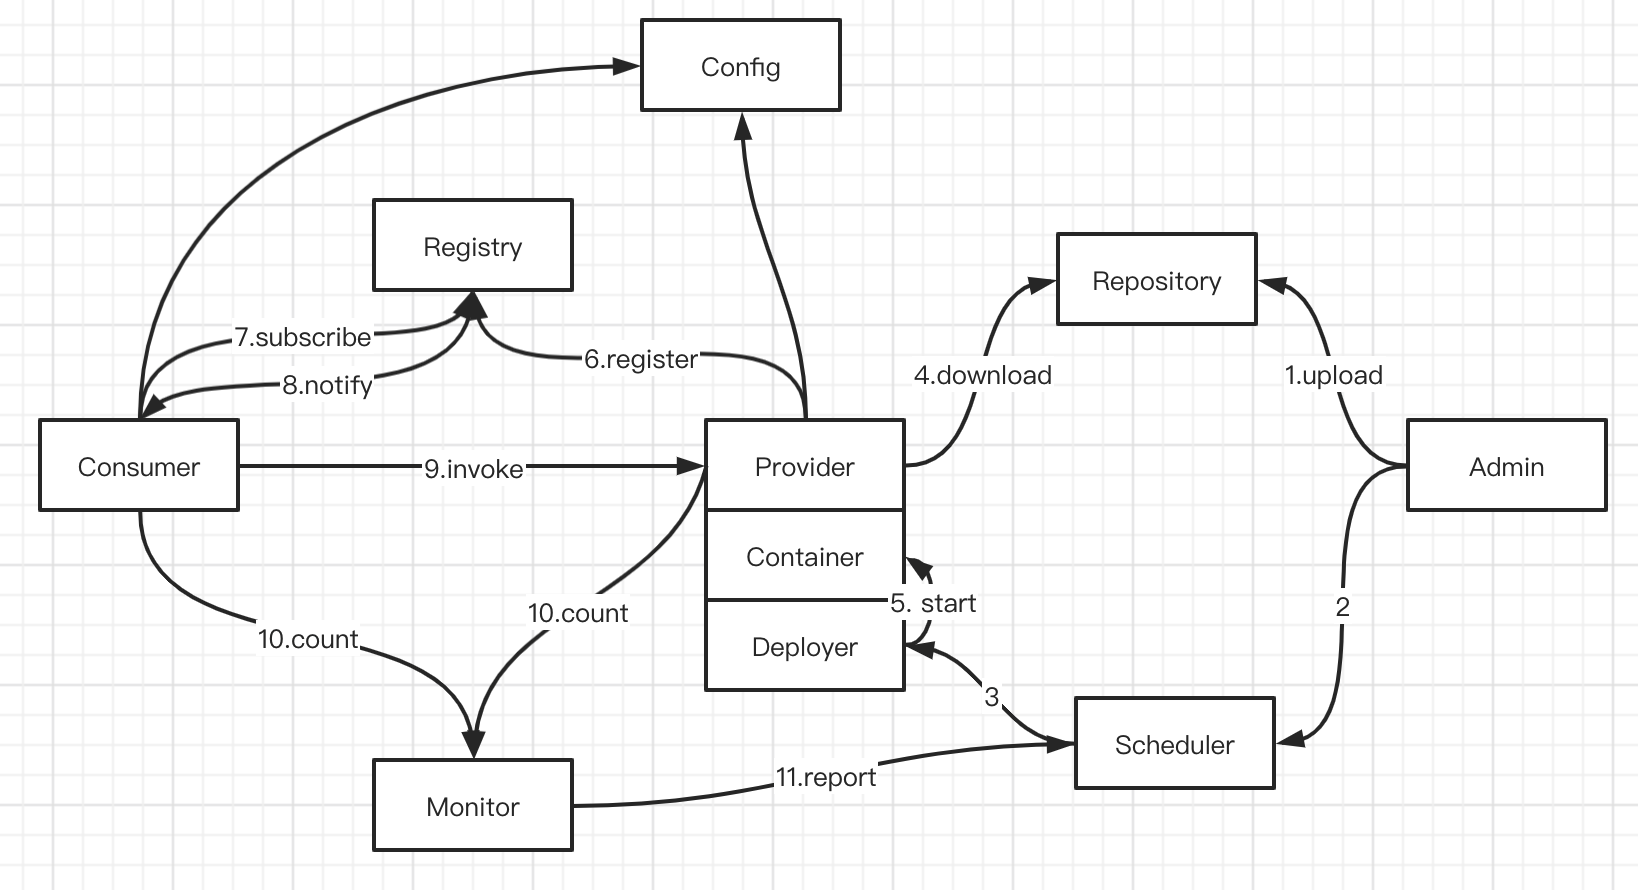 Config
Registry
Repository
7.subscribe
6.register
8.notify
4.download
1.upload
Consumer
9.invoke
Provider
Admin
Container
5. start
2
10.count
10.count
Deployer
3
Scheduler
11.report
Monitor